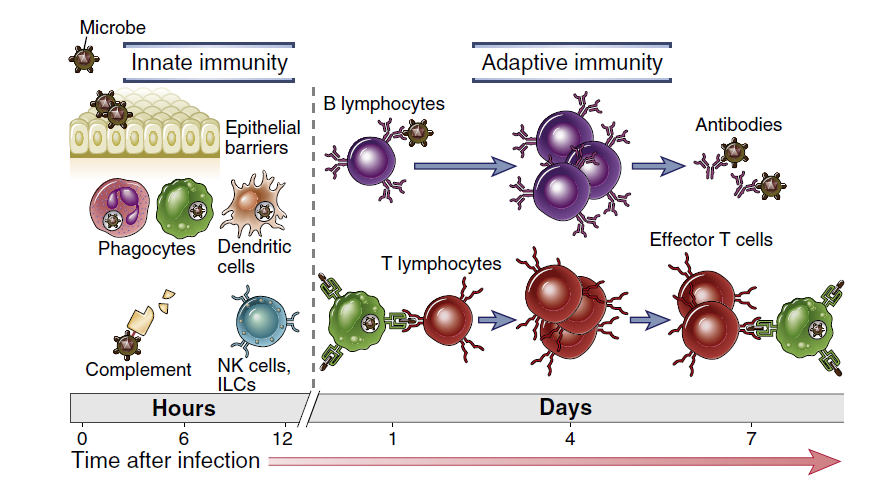 Microbe
Innate immunity
Adaptive immunity
B lymphocytes
Epithelial
barriers
Antibodies
Phagocytes
Dendritic
cells
T lymphocytes
Effector T cells
Complement
NK cells,
ILCs
Hours
Days
0 6 12 1 4 7
Time after infection